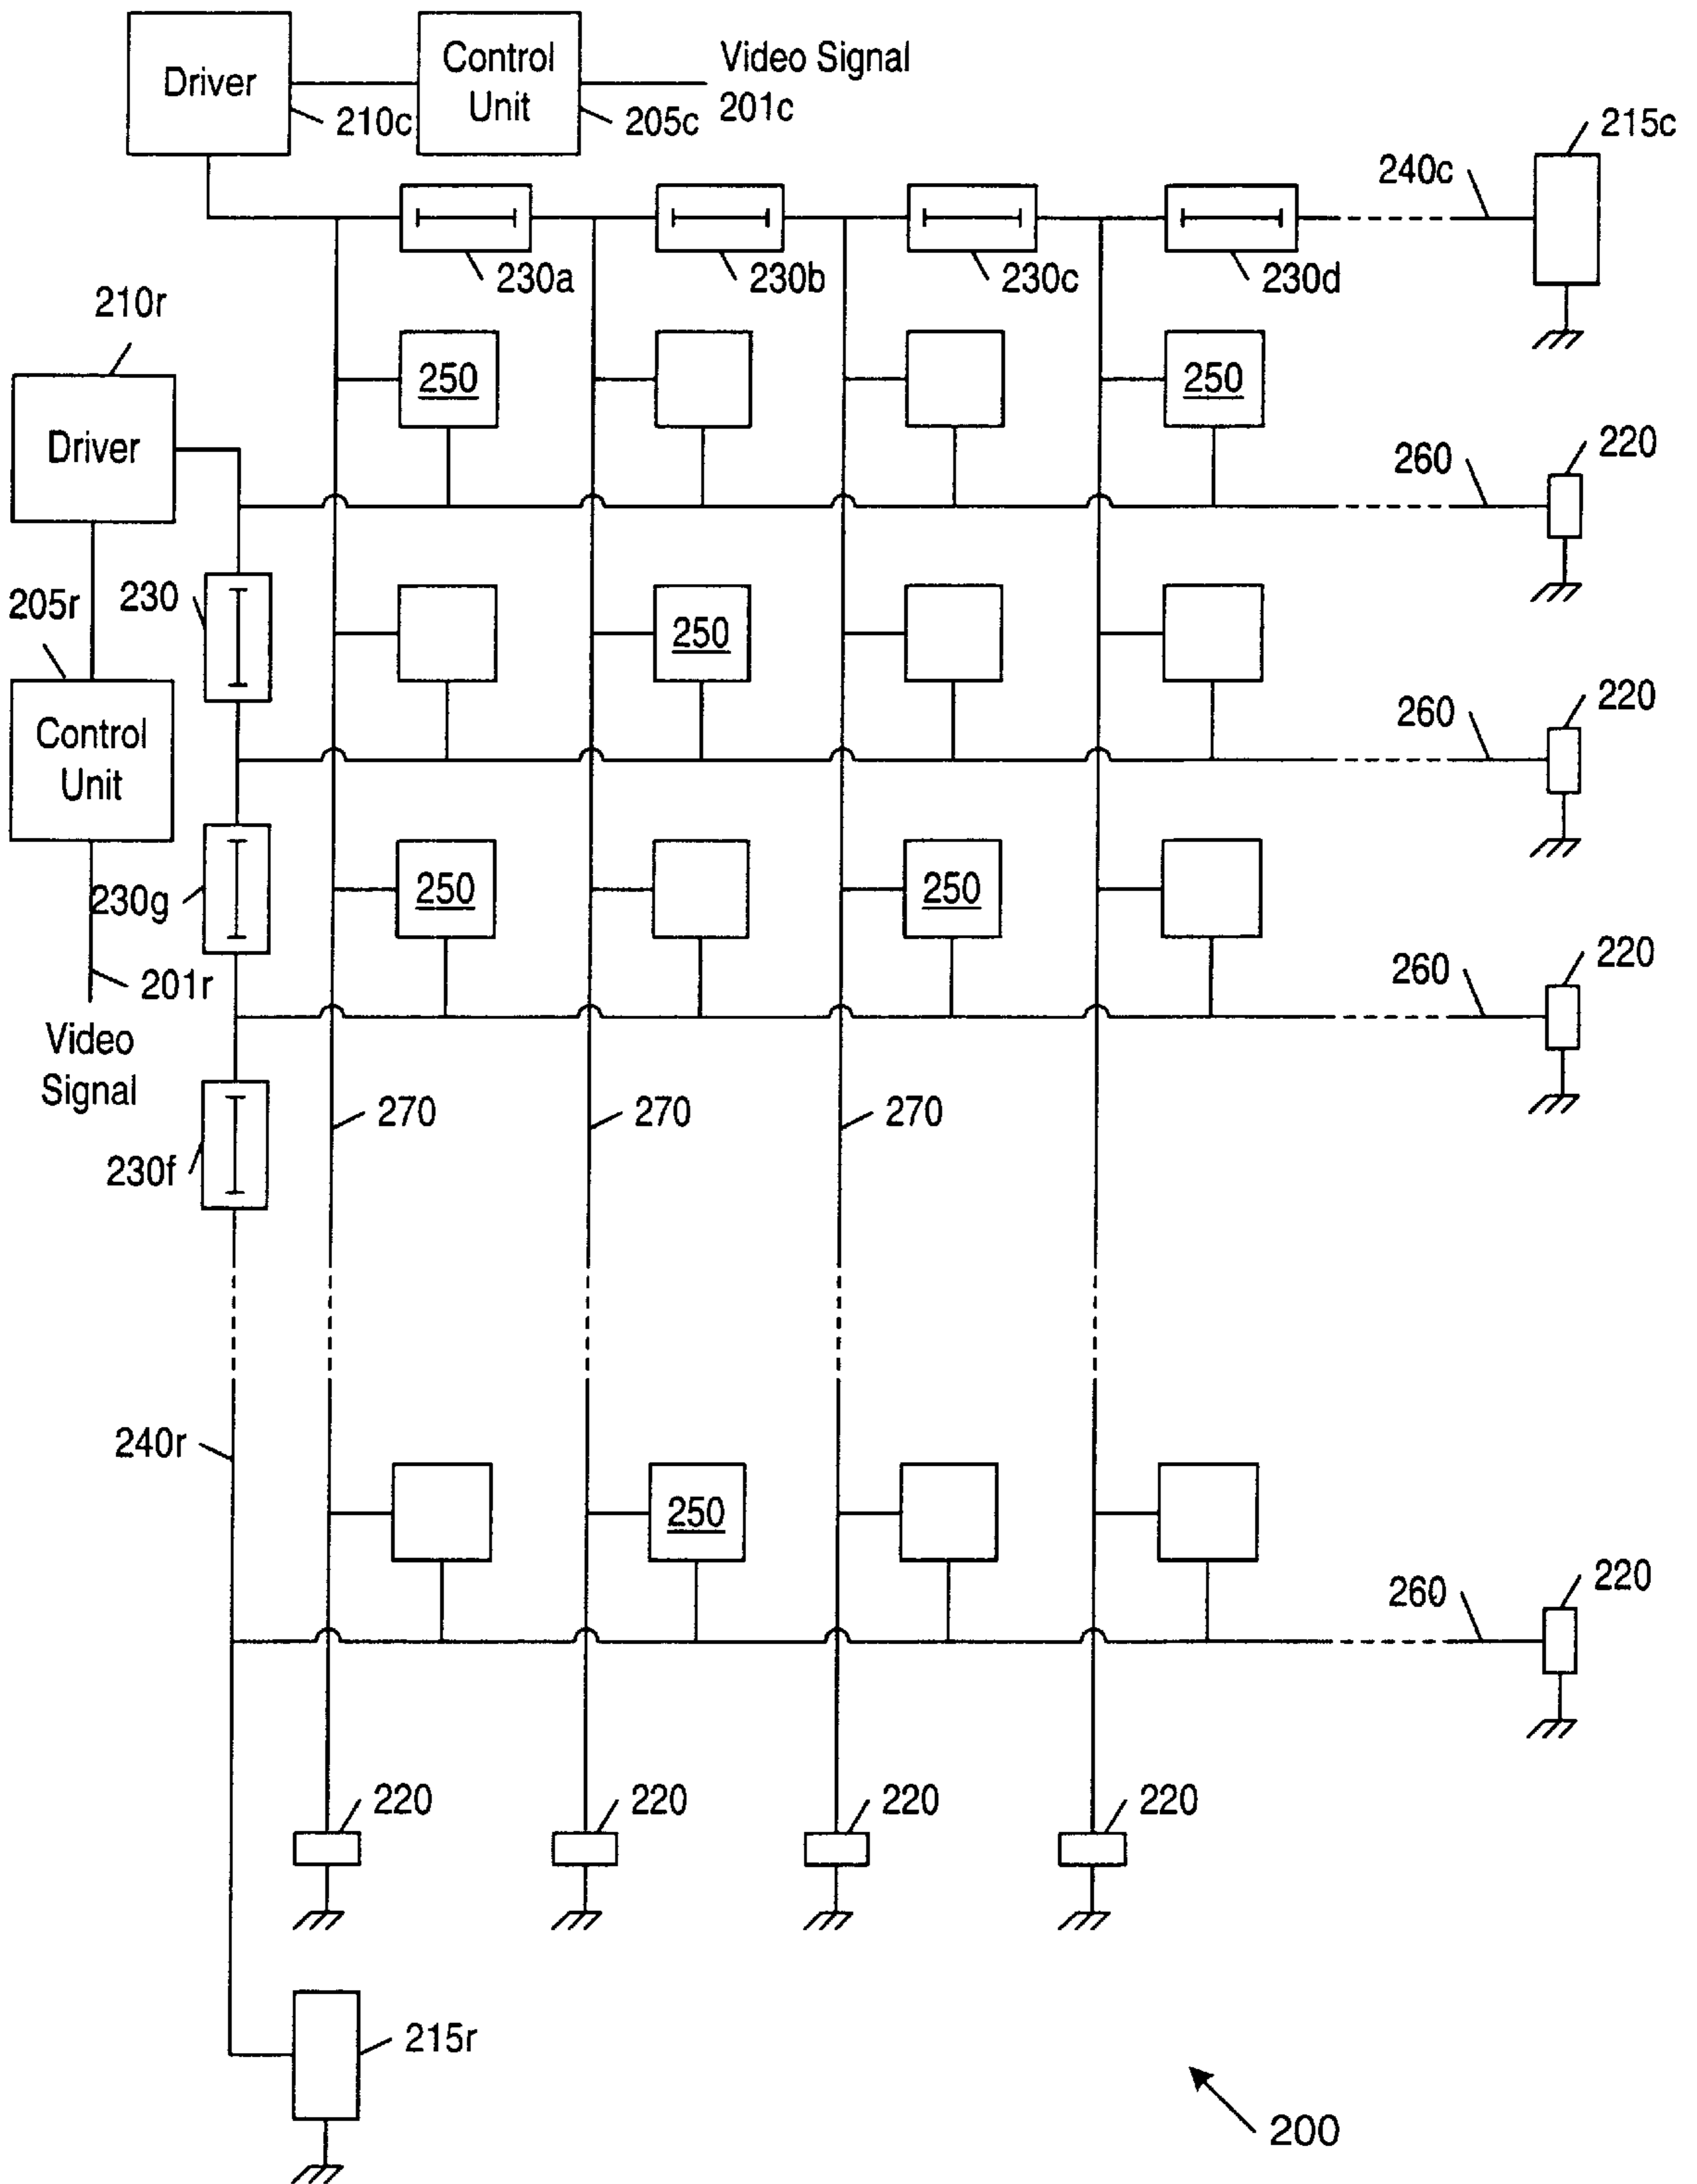 Driver
210c
Control
Unit
205c
Video Signal
201c
215c
240c
230a
230b
230c
230d
210r
Driver
250
250
260
220
205r
230
250
Control
Unit
260
220
230g
250
250
201r
Video
Signal
260
220
230f
270
270
270
240r
250
260
220
220
220
220
220
215r
200